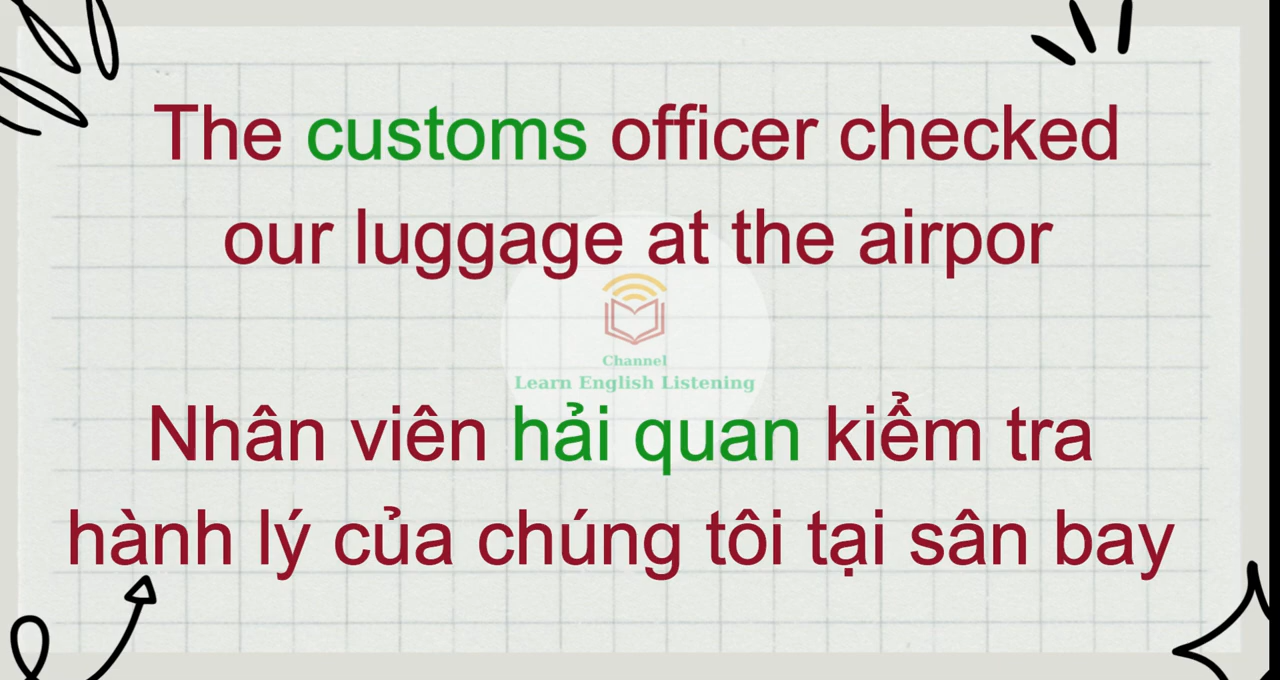 The customs officer checked
our luggage at the airpor
Channel
Learn English Listening
Nhân viên hải quan kiểm tra
hành lý của chúng tôi tại sân bay